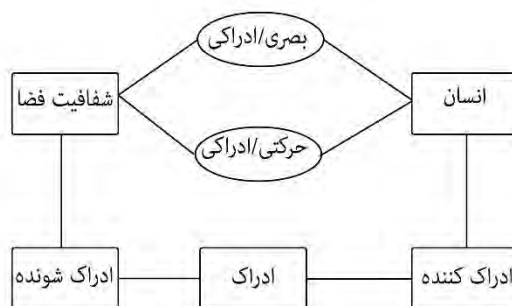 بصری/ادراکی
انسان
شفافیت فضا
حرکتی/ادراکی
ادراک کننده
ادراک
ادراک شونده